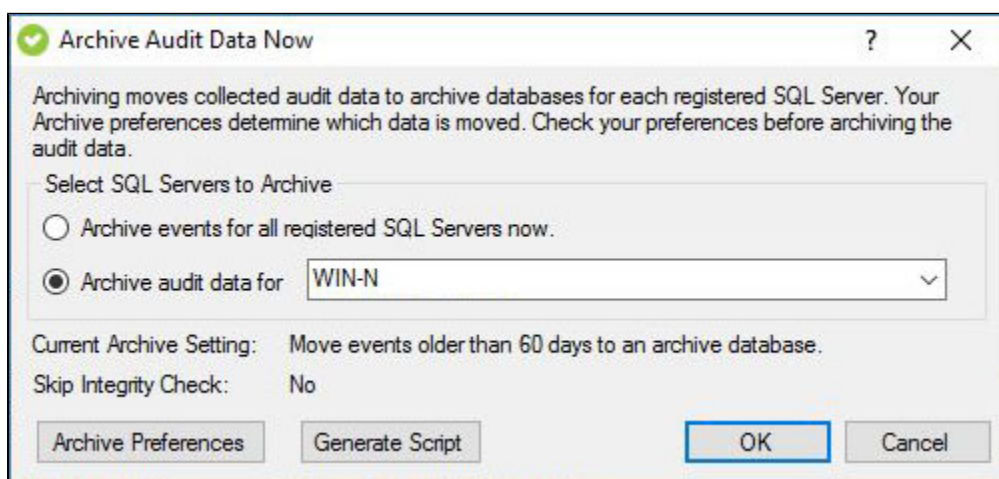 Archive Audit Data Now ?
Archiving moves collected audit data to archive databases for each registered SQL Server. Your
Archive preferences determine which data is moved. Check your preferences before archiving the
audit data.
Select SQL Servers to Archive
Archive events for all registered SQL Servers now.
Archive audit data for WIN-N
Current Archive Setting: Move events older than 60 days to an archive database.
Skip Integrity Check: No
Archive Preferences Generate Script OK Cancel